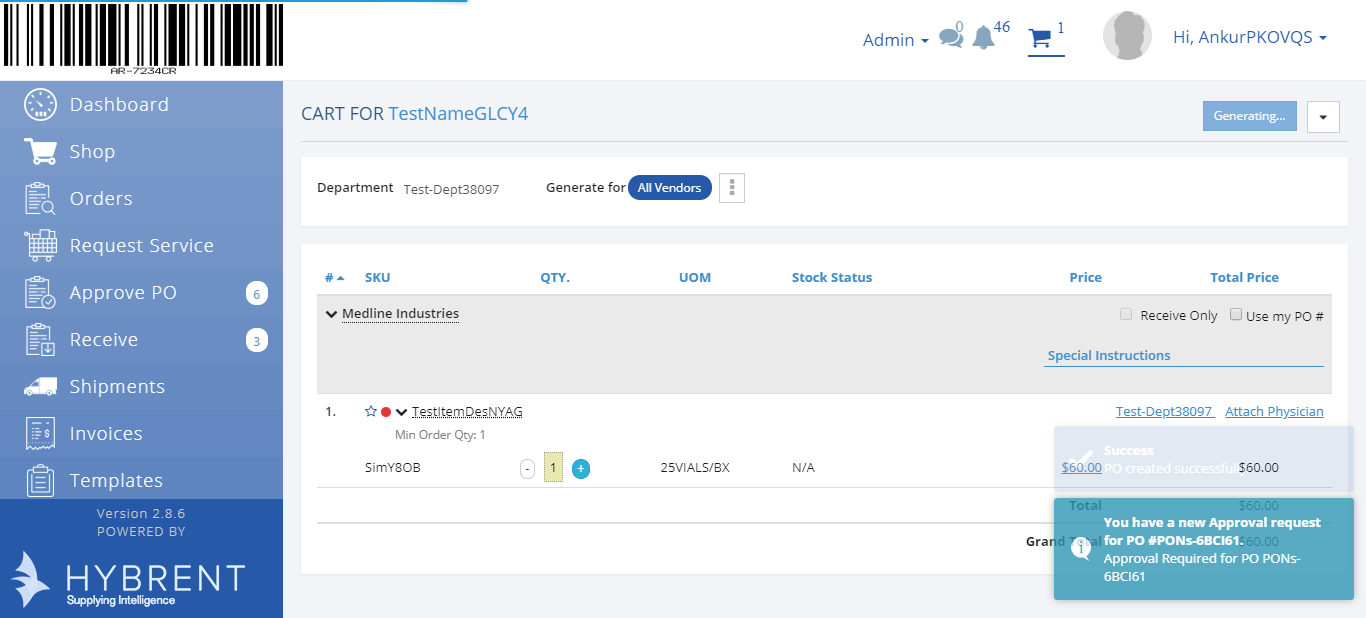 AR-7234CR
Admin
0
46
1
Hi, AnkurPKOVQS
Dashboard
Shop
Orders
Request Service
Approve PO
6
Receive
3
Shipments
Invoices
Templates
Version 2.8.6
POWERED BY
HYBRENT
Supplying Intelligence
CART FOR TestNameGLCY4
Generating...
Department Test-Dept38097 Generate for All Vendors
# SKU QTY. UOM Stock Status Price Total Price
Medline Industries
Receive Only Use my PO #
Special Instructions
1. TestItemDesNYAG Test-Dept38097 Attach Physician
Min Order Qty: 1
SimY8OB - 1 + 25VIALS/BX N/A $60.00 $60.00
Success
PO created successfull
Total $60.00
Grand Total $60.00
You have a new Approval request
for PO #PONs-6BCI61.
Approval Required for PO PONs-
6BCI61